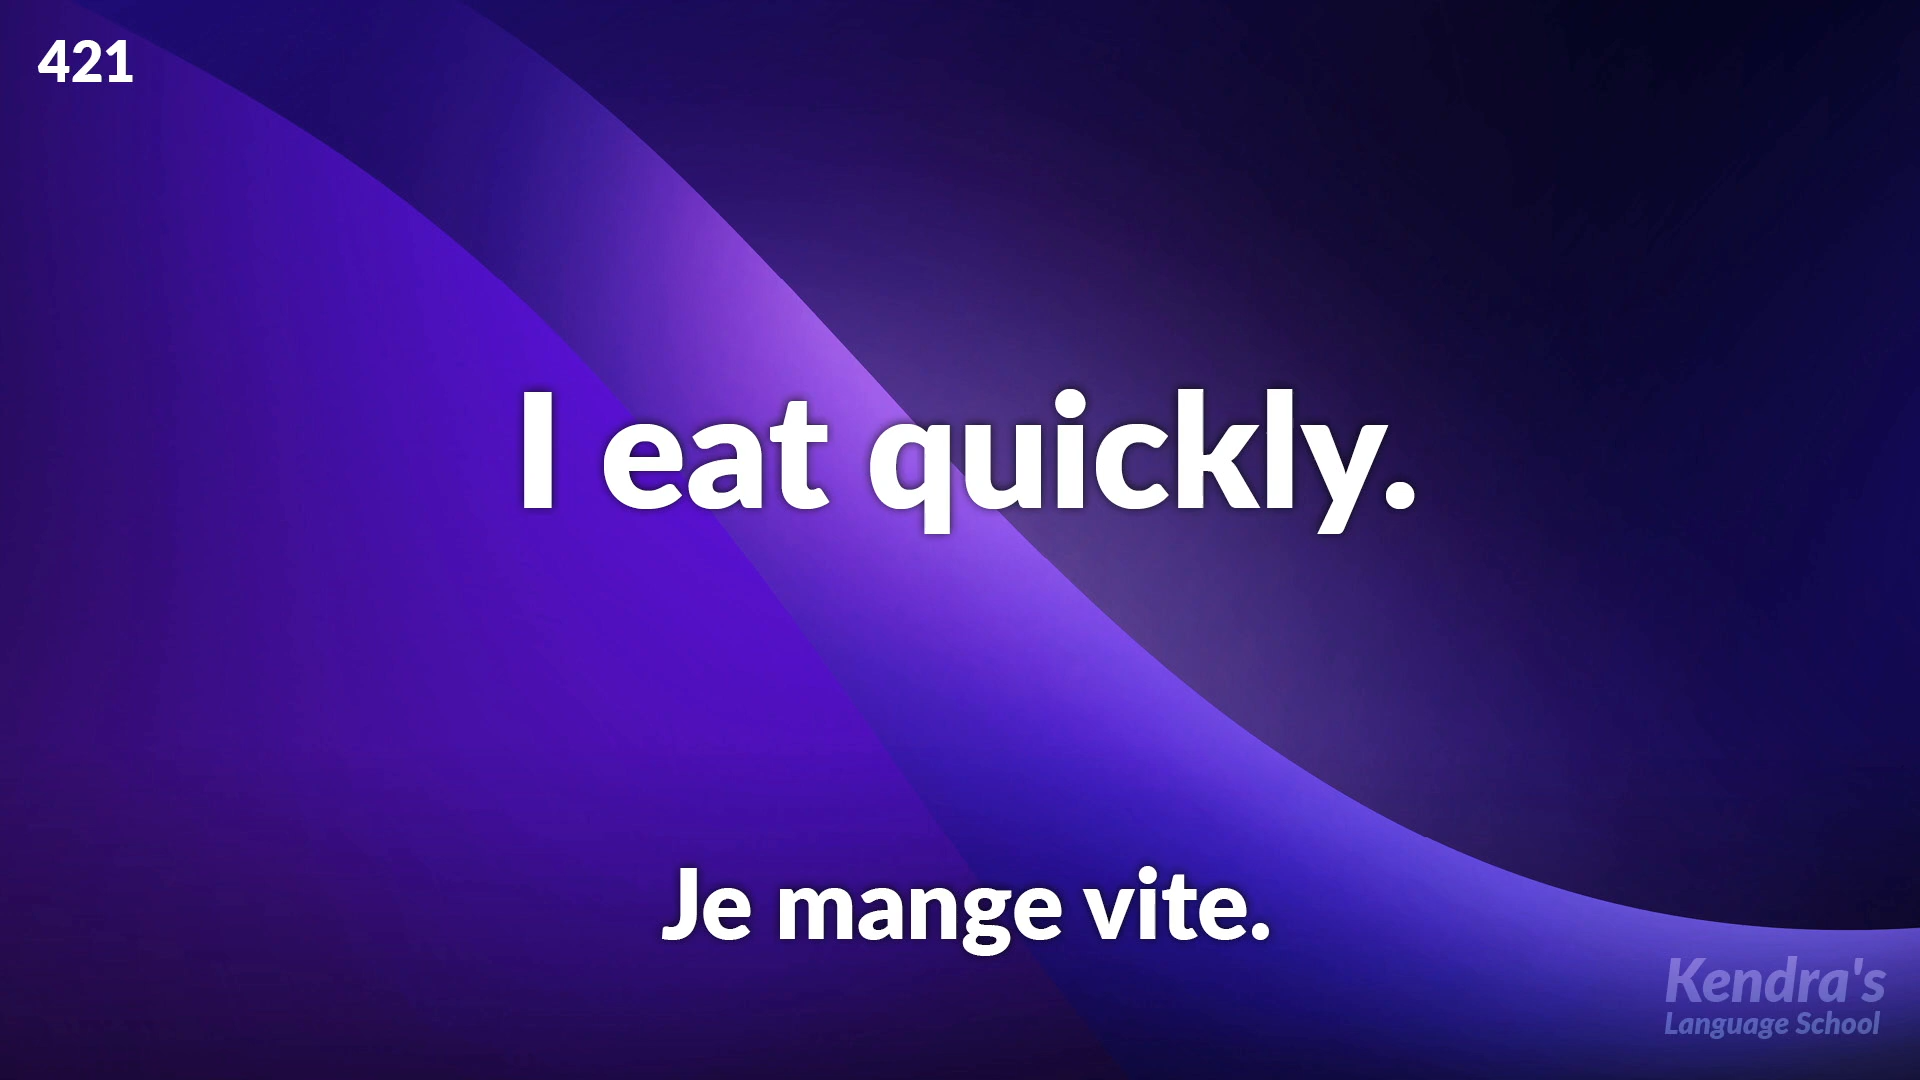 421
I eat quickly.
Je mange vite.
Kendra's
Language School